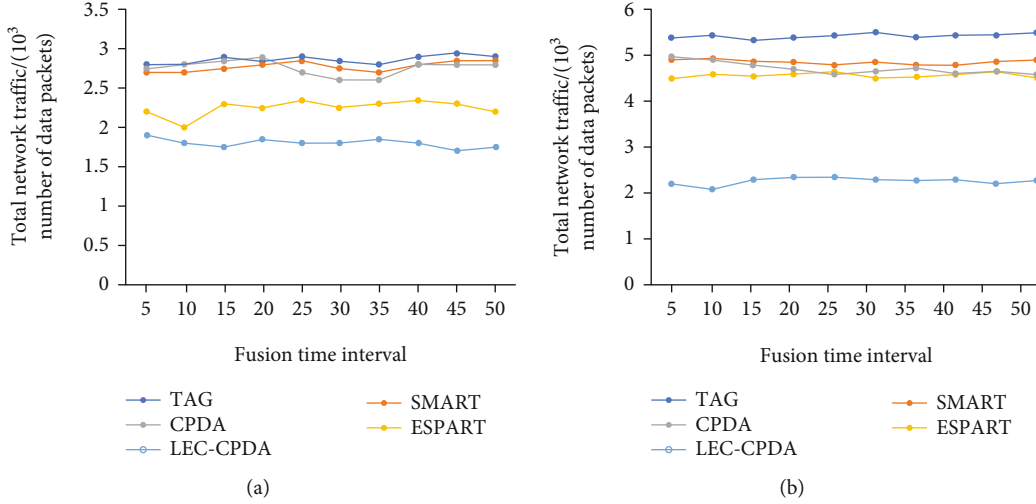 3.5
3
2.5
2
1.5
1
0.5
0
Total network traffic/(10³
number of data packets)
5 10 15 20 25 30 35 40 45 50
Fusion time interval
TAG
CPDA
LEC-CPDA
SMART
ESPART
(a)
6
5
4
3
2
1
0
Total network traffic/(10³
number of data packets)
5 10 15 20 25 30 35 40 45 50
Fusion time interval
TAG
CPDA
LEC-CPDA
SMART
ESPART
(b)